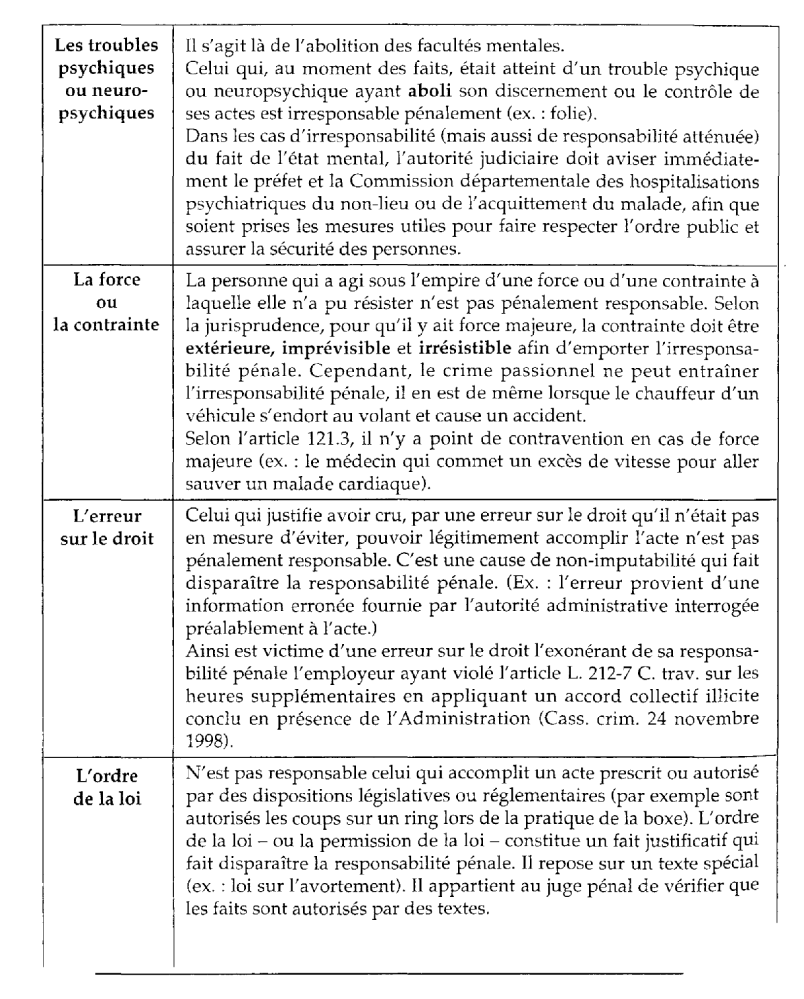 Les troubles
psychiques
ou neuro-
psychiques
Il s'agit là de l'abolition des facultés mentales.
Celui qui, au moment des faits, était atteint d'un trouble psychique
ou neuropsychique ayant aboli son discernement ou le contrôle de
ses actes est irresponsable pénalement (ex. : folie).
Dans les cas d'irresponsabilité (mais aussi de responsabilité atténuée)
du fait de l'état mental, l'autorité judiciaire doit aviser immédiate-
ment le préfet et la Commission départementale des hospitalisations
psychiatriques du non-lieu ou de l'acquittement du malade, afin que
soient prises les mesures utiles pour faire respecter l'ordre public et
assurer la sécurité des personnes.
La force
ou
la contrainte
La personne qui a agi sous l'empire d'une force ou d'une contrainte à
laquelle elle n'a pu résister n'est pas pénalement responsable. Selon
la jurisprudence, pour qu'il y ait force majeure, la contrainte doit être
extérieure, imprévisible et irrésistible afin d'emporter l'irresponsa-
bilité pénale. Cependant, le crime passionnel ne peut entraîner
l'irresponsabilité pénale, il en est de même lorsque le chauffeur d'un
véhicule s'endort au volant et cause un accident.
Selon l'article 121.3, il n'y a point de contravention en cas de force
majeure (ex. : le médecin qui commet un excès de vitesse pour aller
sauver un malade cardiaque).
L'erreur
sur le droit
Celui qui justifie avoir cru, par une erreur sur le droit qu'il n'était pas
en mesure d'éviter, pouvoir légitimement accomplir l'acte n'est pas
pénalement responsable. C'est une cause de non-imputabilité qui fait
disparaître la responsabilité pénale. (Ex. : l'erreur provient d'une
information erronée fournie par l'autorité administrative interrogée
préalablement à l'acte.)
Ainsi est victime d'une erreur sur le droit l'exonérant de sa responsa-
bilité pénale l'employeur ayant violé l'article L. 212-7 C. trav. sur les
heures supplémentaires en appliquant un accord collectif illicite
conclu en présence de l'Administration (Cass. crim. 24 novembre
1998).
L'ordre
de la loi
N'est pas responsable celui qui accomplit un acte prescrit ou autorisé
par des dispositions législatives ou réglementaires (par exemple sont
autorisés les coups sur un ring lors de la pratique de la boxe). L'ordre
de la loi – ou la permission de la loi – constitue un fait justificatif qui
fait disparaître la responsabilité pénale. Il repose sur un texte spécial
(ex. : loi sur l'avortement). Il appartient au juge pénal de vérifier que
les faits sont autorisés par des textes.